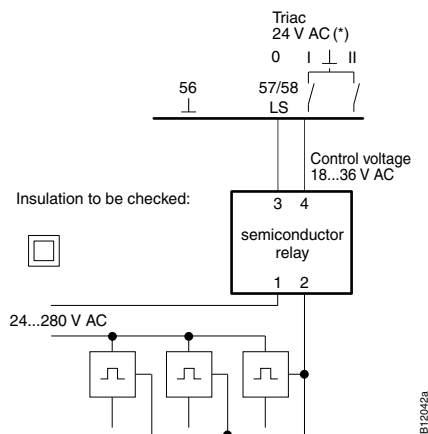 Triac
24 V AC (*)
0 I II
56 57/58
LS
Control voltage
18...36 V AC
Insulation to be checked:
3 4
semiconductor
relay
1 2
24...280 V AC
B12042a